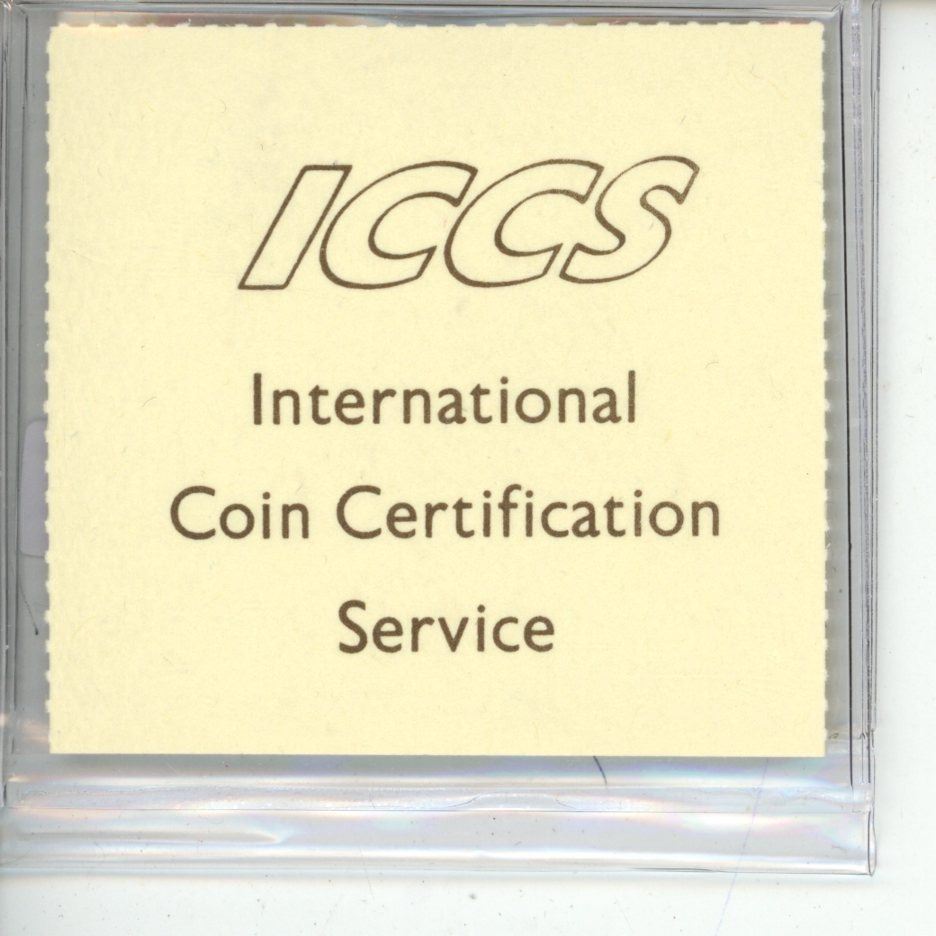 ICCS
International
Coin Certification
Service